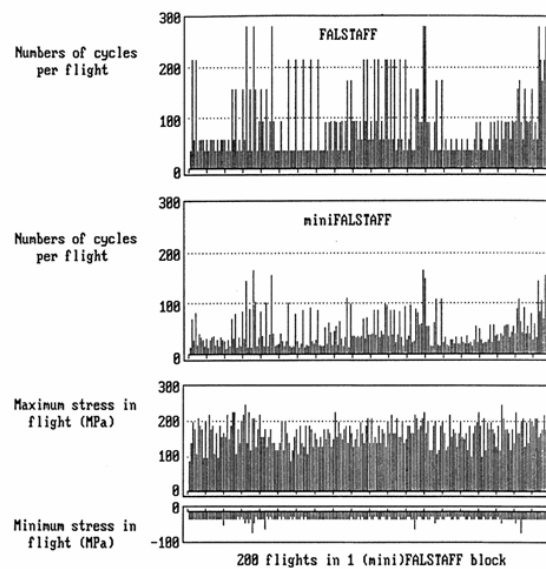 300
FALSTAFF
Numbers of cycles
per flight
200
100
0
300
miniFALSTAFF
Numbers of cycles
per flight
200
100
0
300
Maximum stress in
flight (MPa)
200
100
0
0
Minimum stress in
flight (MPa)
-100
200 flights in 1 (mini)FALSTAFF block